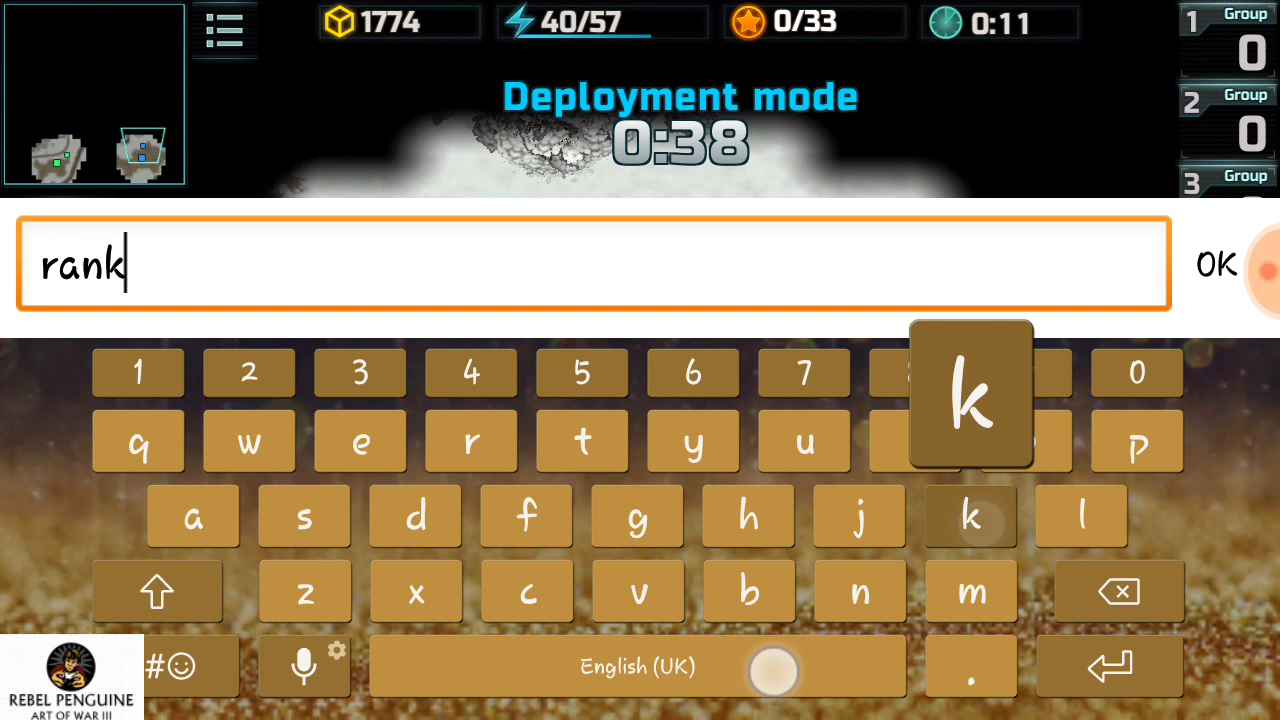 1774
40/57
0/33
0:11
1 Group
0
2 Group
0
3 Group
Deployment mode
0:38
rank
OK
k
1 2 3 4 5 6 7 0
q w e r t y u p
a s d f g h j k l
z x c v b n m
#
English (UK)
.
REBEL PENGUINE
ART OF WAR III